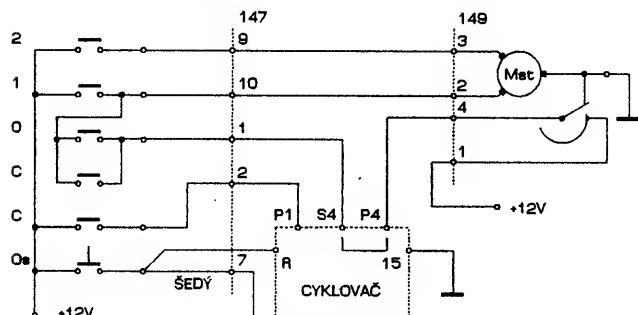 147 149
2 9 3
Mot
1 10 2
4
0 1
1
C 2
+12V
C P1 S4 P4
0s 7 R 15
ŠEDÝ CYKLOVAČ
+12V